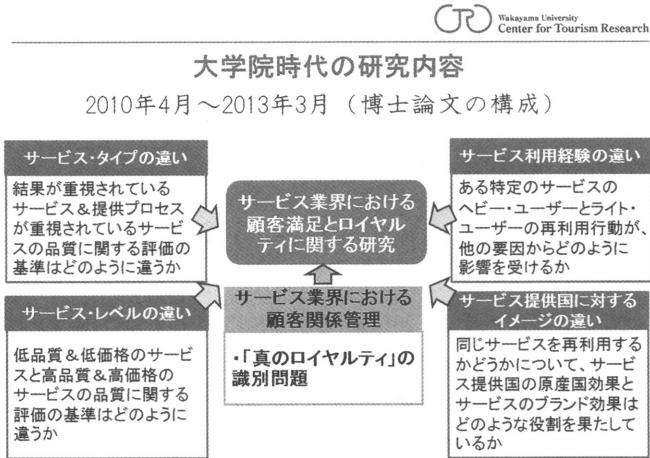 Wakayama University
Center for Tourism Research
大学院時代の研究内容
2010年4月～2013年3月（博士論文の構成）
サービス・タイプの違い
結果が重視されている
サービス＆提供プロセス
が重視されているサービ
スの品質に関する評価の
基準はどのように違うか
サービス・レベルの違い
低品質＆低価格のサービ
スと高品質＆高価格の
サービスの品質に関する
評価の基準はどのように
違うか
サービス業界における
顧客満足とロイヤル
ティに関する研究
サービス業界における
顧客関係管理
・「真のロイヤルティ」の
識別問題
サービス利用経験の違い
ある特定のサービスの
ヘビー・ユーザーとライト・
ユーザーの再利用行動が、
他の要因からどのように
影響を受けるか
サービス提供国に対する
イメージの違い
同じサービスを再利用する
かどうかについて、サービ
ス提供国の原産国効果と
サービスのブランド効果は
どのような役割を果たして
いるか